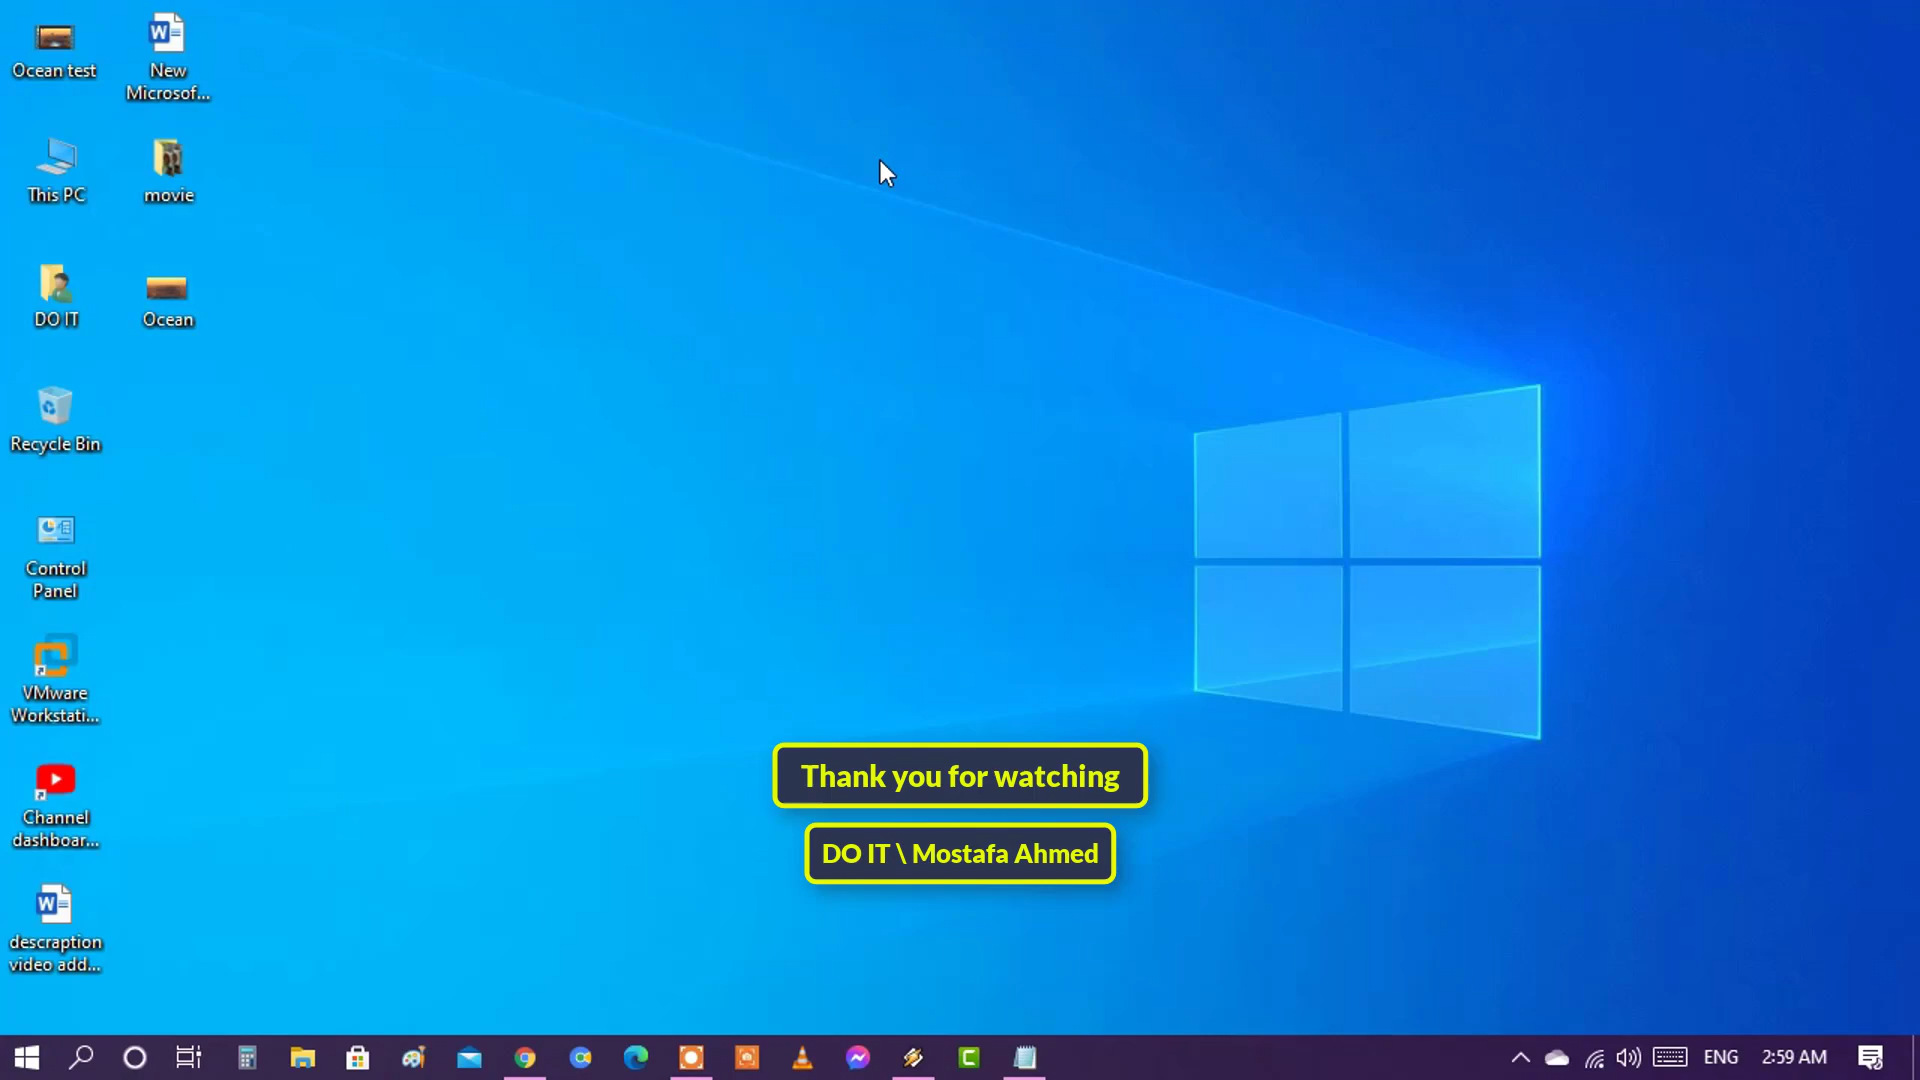 Ocean test
New
Microsof...
This PC
movie
DO IT
Ocean
Recycle Bin
Control
Panel
VMware
Workstati...
Channel
dashboar...
descraption
video add...
Thank you for watching
DO IT \ Mostafa Ahmed
ENG
2:59 AM